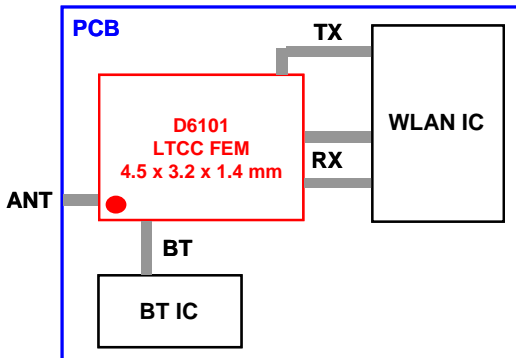 PCB
TX
D6101
LTCC FEM
4.5 x 3.2 x 1.4 mm
WLAN IC
RX
ANT
BT
BT IC